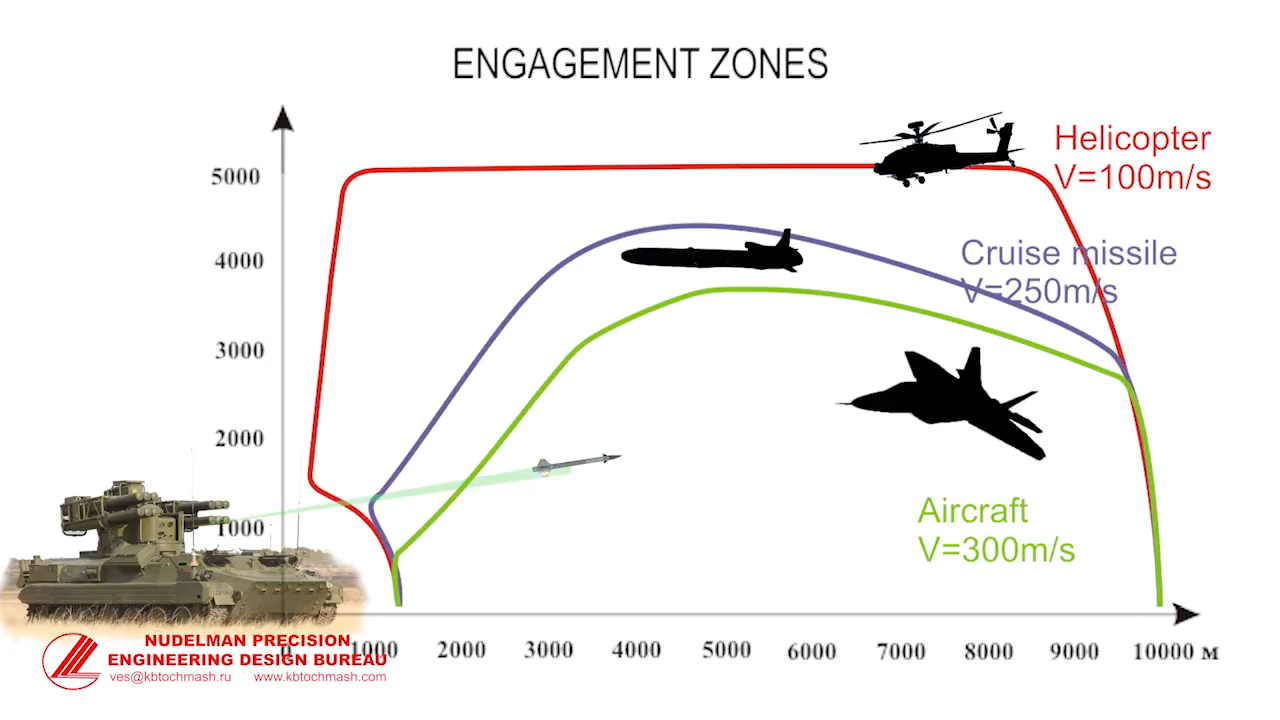 ENGAGEMENT ZONES
Helicopter
V=100m/s
5000
Cruise missile
V=250m/s
4000
3000
2000
1000
Aircraft
V=300m/s
1000 2000 3000 4000 5000 6000 7000 8000 9000 10000 м
NUDELMAN PRECISION
ENGINEERING DESIGN BUREAU
ves@kbtochmash.ru www.kbtochmash.com